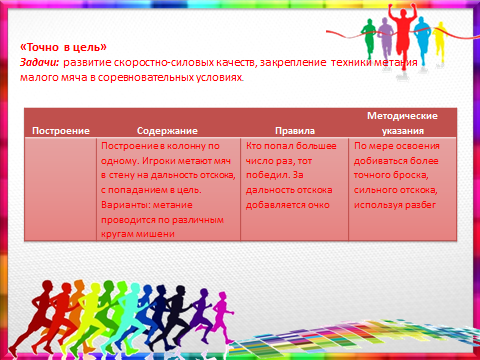 «Точно в цель»
Задачи: развитие скоростно-силовых качеств, закрепление техники метания
малого мяча в соревновательных условиях.
Построение
Содержание
Правила
Методические
указания
Построение в колонну по
одному. Игроки метают мяч
в стену на дальность отскока,
с попаданием в цель.
Варианты: метание
проводится по различным
кругам мишени
Кто попал большее
число раз, тот
победил. За
дальность отскока
добавляется очко
По мере освоения
добиваться более
точного броска,
сильного отскока,
используя разбег